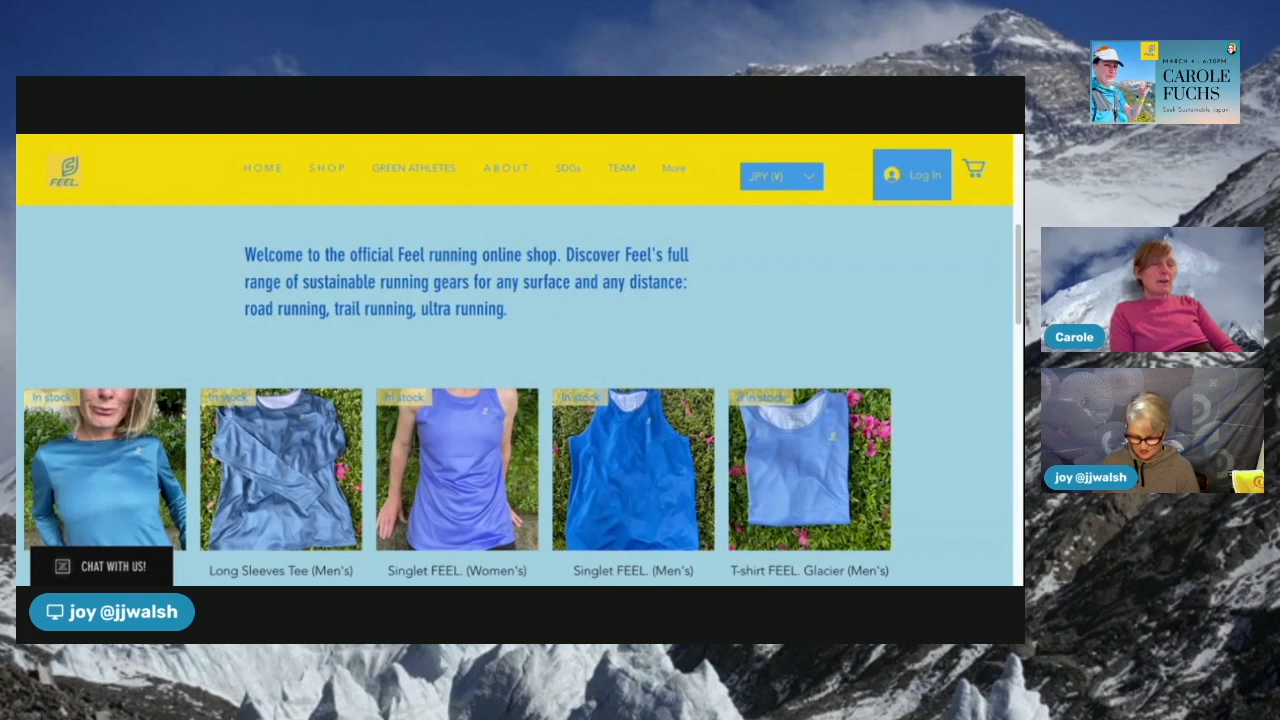 FEEL.
MARCH 4 - 6:30PM
CAROLE
FUCHS
Seek Sustainable Japan
FEEL.
HOME
SHOP
GREEN ATHLETES
ABOUT
SDGs
TEAM
More
JPY (¥)
Log In
Welcome to the official Feel running online shop. Discover Feel's full
range of sustainable running gears for any surface and any distance:
road running, trail running, ultra running.
In stock
In stock
In stock
In stock
in stock
Long Sleeves Tee (Men's)
Singlet FEEL. (Women's)
Singlet FEEL. (Men's)
T-shirt FEEL. Glacier (Men's)
CHAT WITH US!
joy @jjwalsh
Carole
joy @jjwalsh